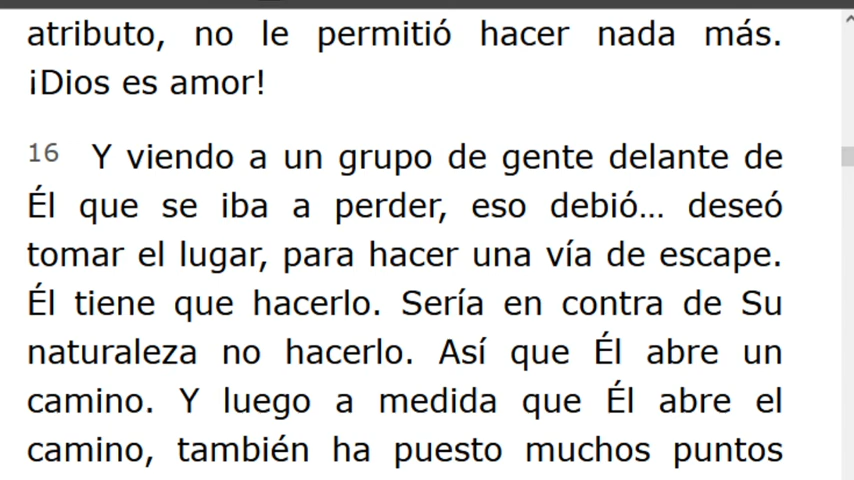 atributo, no le permitió hacer nada más.
¡Dios es amor!
16 Y viendo a un grupo de gente delante de
Él que se iba a perder, eso debió... deseó
tomar el lugar, para hacer una vía de escape.
Él tiene que hacerlo. Sería en contra de Su
naturaleza no hacerlo. Así que Él abre un
camino. Y luego a medida que Él abre el
camino, también ha puesto muchos puntos